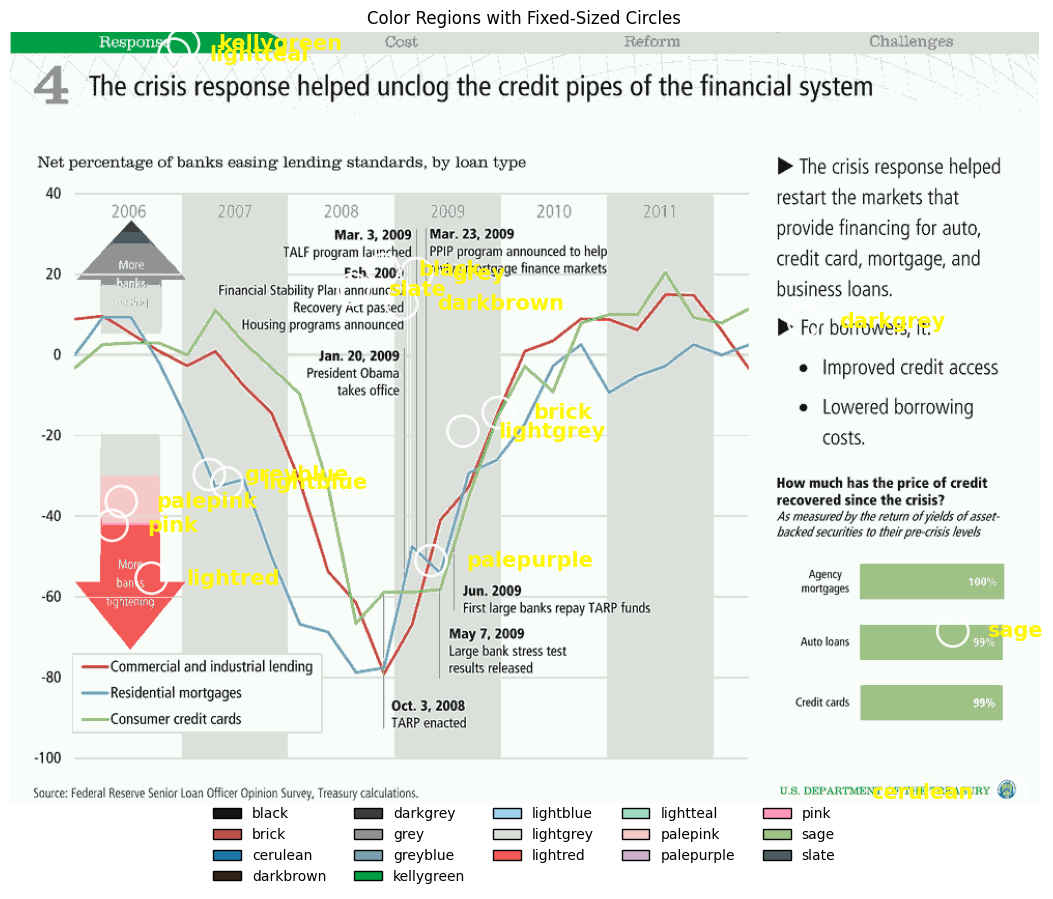 Color Regions with Fixed-Sized Circles
Response Cost Reform Challenges
kellygreen
lightteal
4 The crisis response helped unclog the credit pipes of the financial system
Net percentage of banks easing lending standards, by loan type
40
20
0
-20
-40
-60
-80
-100
2006 2007 2008 2009 2010 2011
More
banks
easing
Mar. 3, 2009
TALF program launched
Mar. 23, 2009
PPIP program announced to help
mortgage finance markets
black
grey
slate
darkbrown
Feb. 2009
Financial Stability Plan announced
Recovery Act passed
Housing programs announced
Jan. 20, 2009
President Obama
takes office
brick
lightgrey
greyblue
lightblue
palepink
pink
palepurple
lightred
More
banks
tightening
Jun. 2009
First large banks repay TARP funds
May 7, 2009
Large bank stress test
results released
Oct. 3, 2008
TARP enacted
Commercial and industrial lending
Residential mortgages
Consumer credit cards
Source: Federal Reserve Senior Loan Officer Opinion Survey, Treasury calculations.
▶ The crisis response helped
restart the markets that
provide financing for auto,
credit card, mortgage, and
business loans.
▶ For borrowers, it:
darkgrey
• Improved credit access
• Lowered borrowing
costs.
How much has the price of credit
recovered since the crisis?
As measured by the return of yields of asset-
backed securities to their pre-crisis levels
Agency
mortgages
100%
Auto loans
99%
sage
Credit cards
99%
U.S. DEPARTMENT OF THE TREASURY
cerulean
black darkgrey lightblue lightteal pink
brick grey lightgrey palepink sage
cerulean greyblue lightred palepurple slate
darkbrown kellygreen